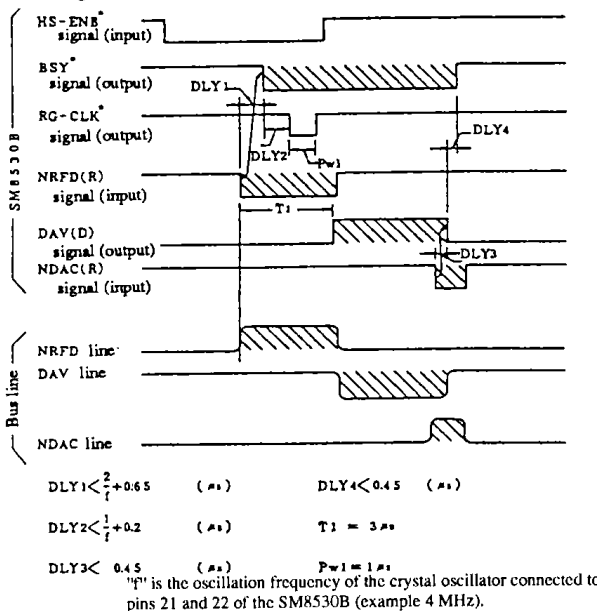 HS-ENB*
signal (input)
BSY*
signal (output)
DLY1
RG-CLK*
signal (output)
DLY4
DLY2
Pw1
NRFD(R)
signal (input)
T1
DAV(D)
signal (output)
DLY3
NDAC(R)
signal (input)
SM8530B
NRFD line
DAV line
NDAC line
Bus line
DLY1<2/f+0.65 (μs) DLY4<0.45 (μs)
DLY2<1/f+0.2 (μs) T1 = 3μs
DLY3< 0.45 (μs) Pw1=1μs
"f" is the oscillation frequency of the crystal oscillator connected to
pins 21 and 22 of the SM8530B (example 4 MHz).